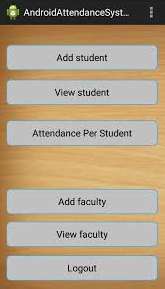 AndroidAttendanceSyst...
Add student
View student
Attendance Per Student
Add faculty
View faculty
Logout